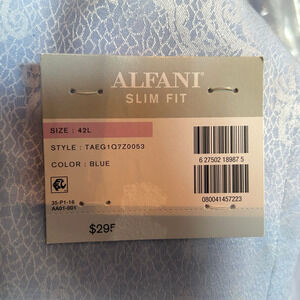 ALFANI
SLIM FIT
SIZE : 42L
STYLE : TAEG1Q7Z0053
COLOR : BLUE
6 27502 18987 5
35-P1-16
AA01-001
080041457223